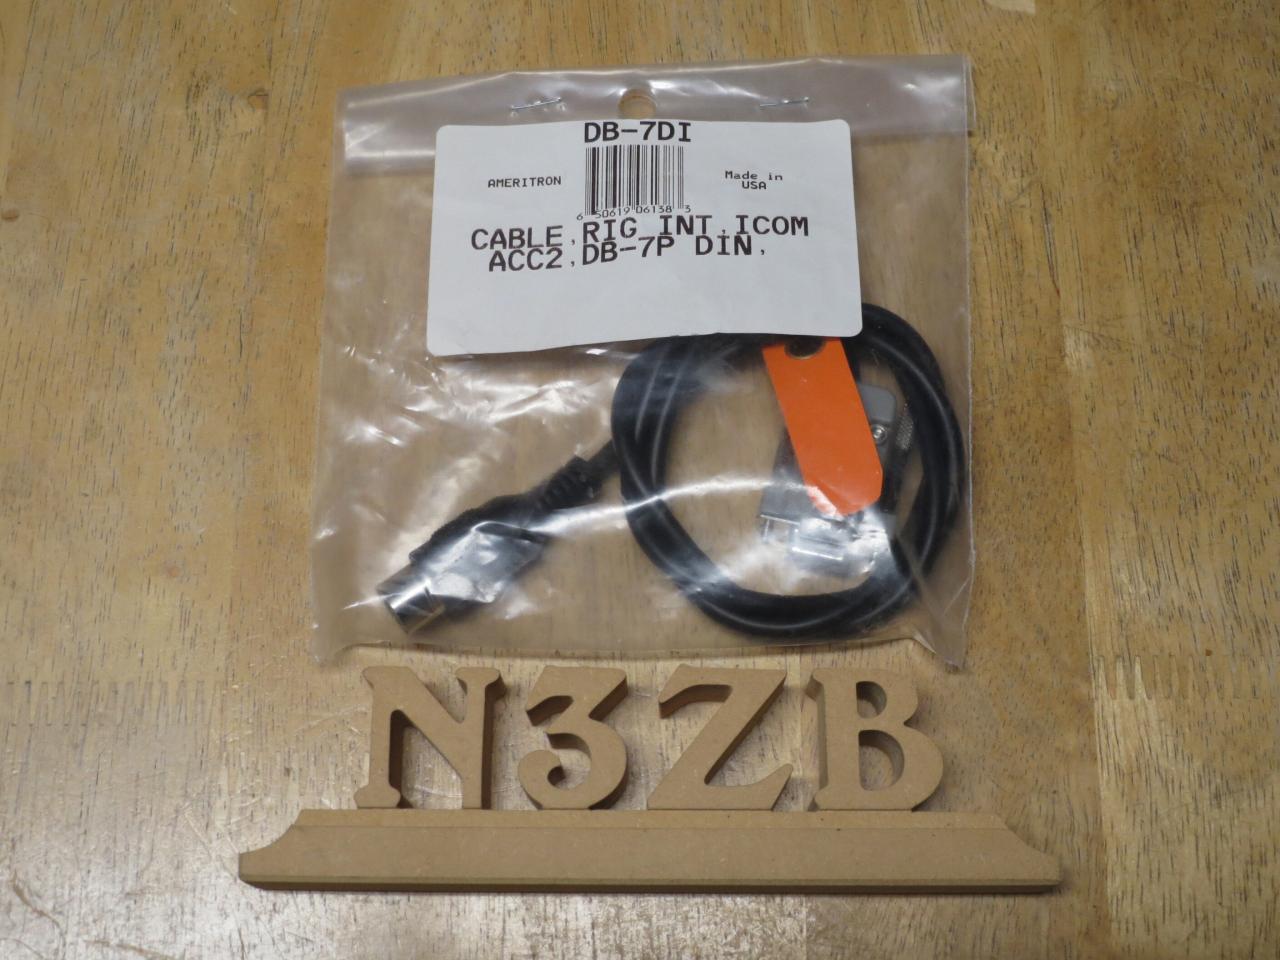 DB-7DI
AMERITRON
Made in
USA
6 50619 06138 3
CABLE,RIG INT,ICOM
ACC2,DB-7P DIN,
N3ZB